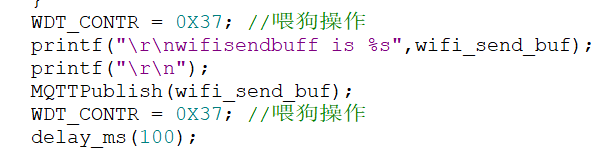 }
WDT_CONTR = 0X37; //喂狗操作
printf("\r\nwifisendbuff is %s",wifi_send_buf);
printf("\r\n");
MQTTPublish(wifi_send_buf);
WDT_CONTR = 0X37; //喂狗操作
delay_ms(100);